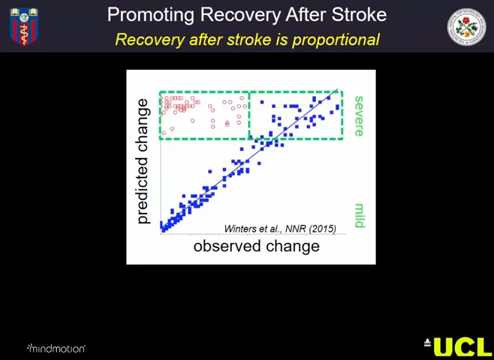 Promoting Recovery After Stroke
Recovery after stroke is proportional
predicted change
severe
mild
Winters et al., NNR (2015)
observed change
mindmotion
UCL